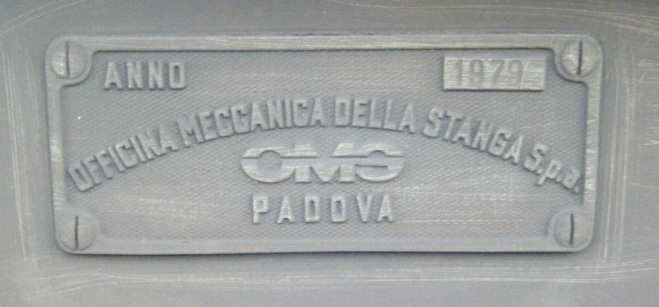 ANNO 1979
OFFICINA MECCANICA DELLA STANGA S.p.a.
OMS
PADOVA